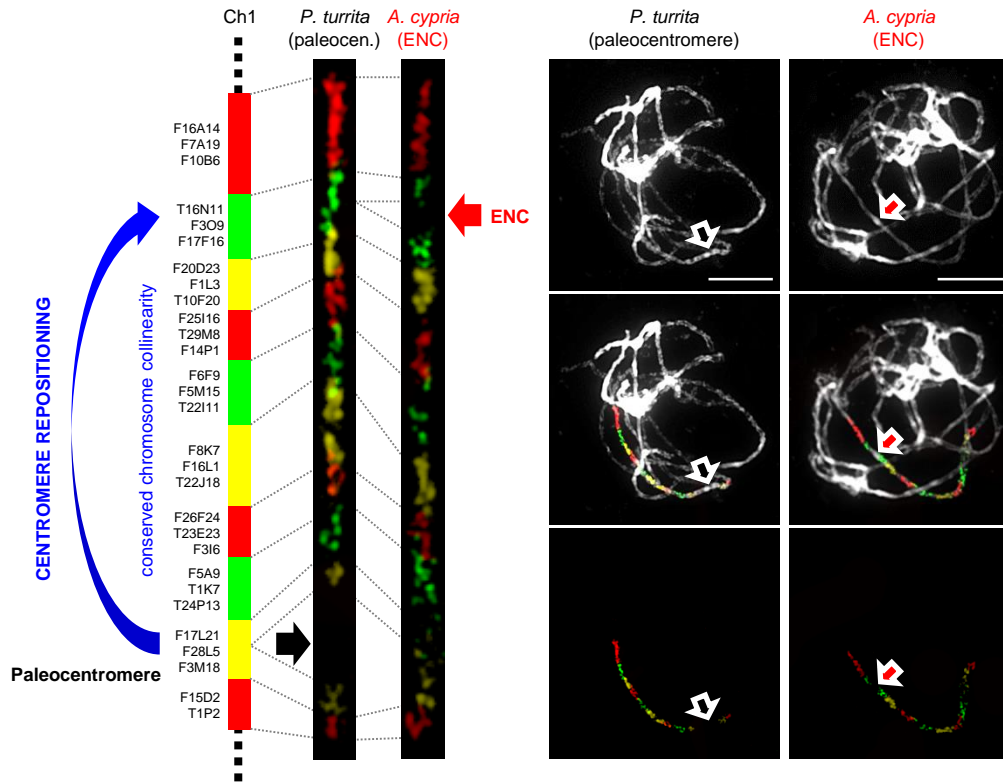 Ch1
P. turrita
(paleocen.)
A. cypria
(ENC)
P. turrita
(paleocentromere)
A. cypria
(ENC)
F16A14
F7A19
F10B6
T16N11
F3O9
F17F16
F20D23
F1L3
T10F20
F25I16
T29M8
F14P1
F6F9
F5M15
T22I11
F8K7
F16L1
T22J18
F26F24
T23E23
F3I6
F5A9
T1K7
T24P13
F17L21
F28L5
F3M18
F15D2
T1P2
ENC
CENTROMERE REPOSITIONING
conserved chromosome collinearity
Paleocentromere